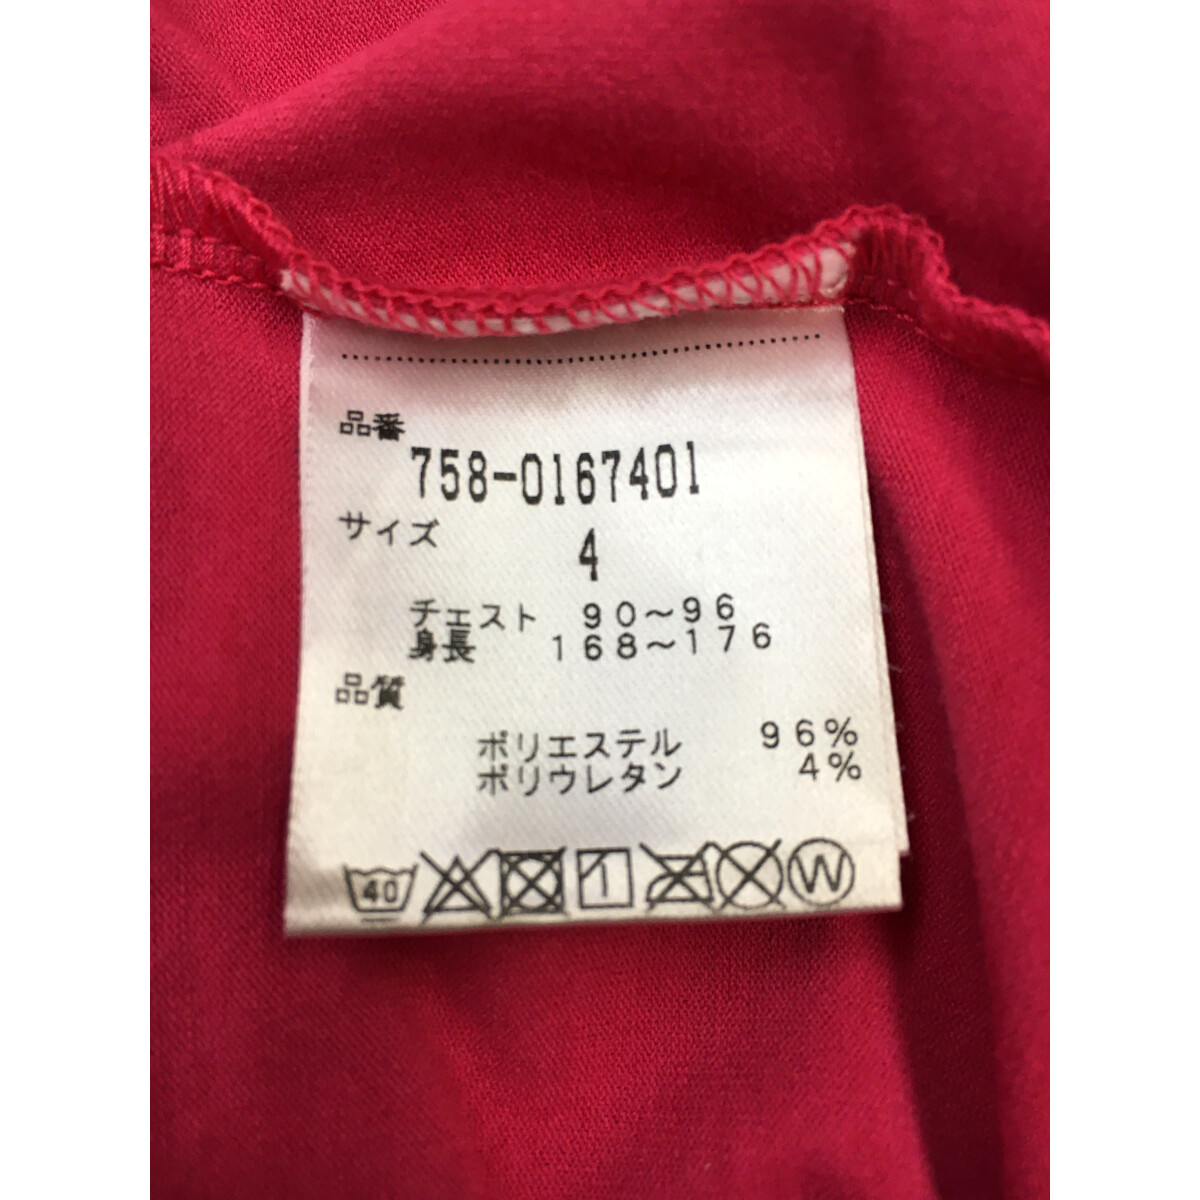 品番
758-0167401
サイズ
4
チェスト 90～96
身長 168～176
品質
ポリエステル 96%
ポリウレタン 4%
40 W